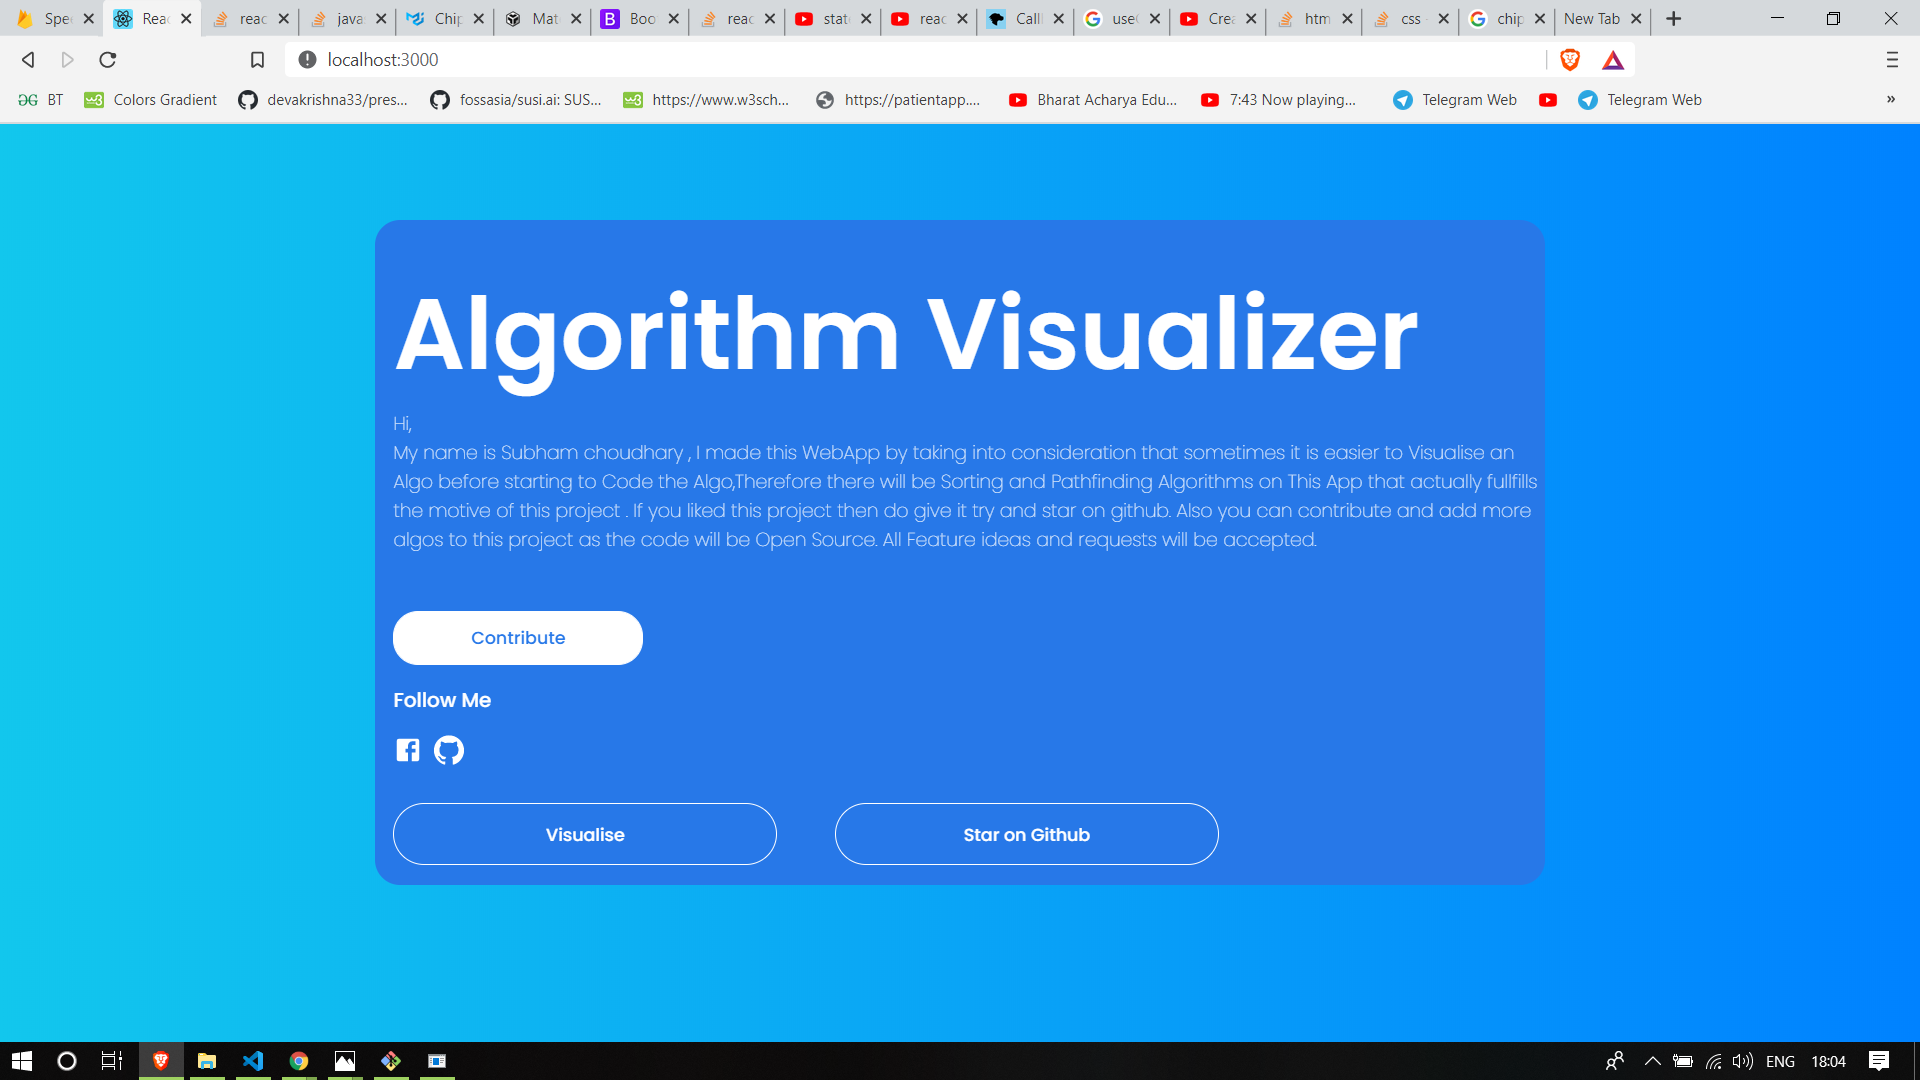 Spe
Reac
reac
java
Chip
Mate
Boo
reac
stat
reac
Call
use
Crea
htm
css
chip
New Tab
localhost:3000
BT
Colors Gradient
devakrishna33/pres...
fossasia/susi.ai: SUS...
https://www.w3sch...
https://patientapp....
Bharat Acharya Edu...
7:43 Now playing...
Telegram Web
Telegram Web
»
Algorithm Visualizer
Hi,
My name is Subham choudhary , I made this WebApp by taking into consideration that sometimes it is easier to Visualise an
Algo before starting to Code the Algo,Therefore there will be Sorting and Pathfinding Algorithms on This App that actually fullfills
the motive of this project . If you liked this project then do give it try and star on github. Also you can contribute and add more
algos to this project as the code will be Open Source. All Feature ideas and requests will be accepted.
Contribute
Follow Me
Visualise
Star on Github
ENG
18:04